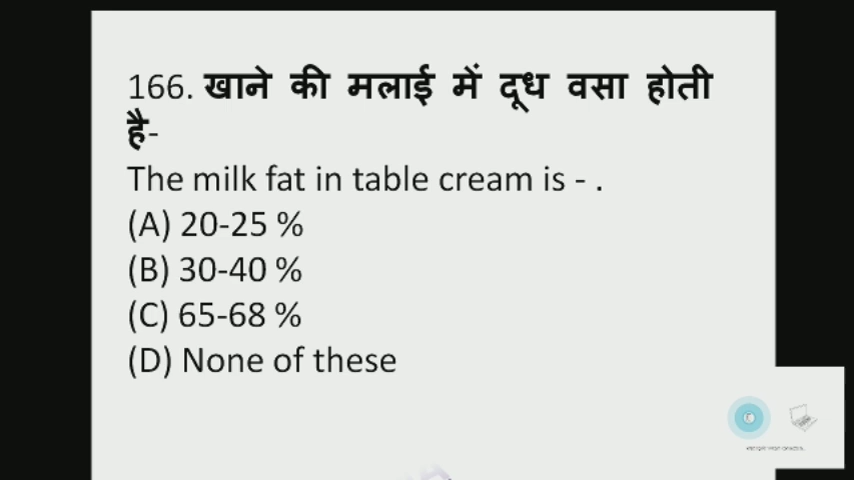 166. खाने की मलाई में दूध वसा होती
है-
The milk fat in table cream is - .
(A) 20-25 %
(B) 30-40 %
(C) 65-68 %
(D) None of these